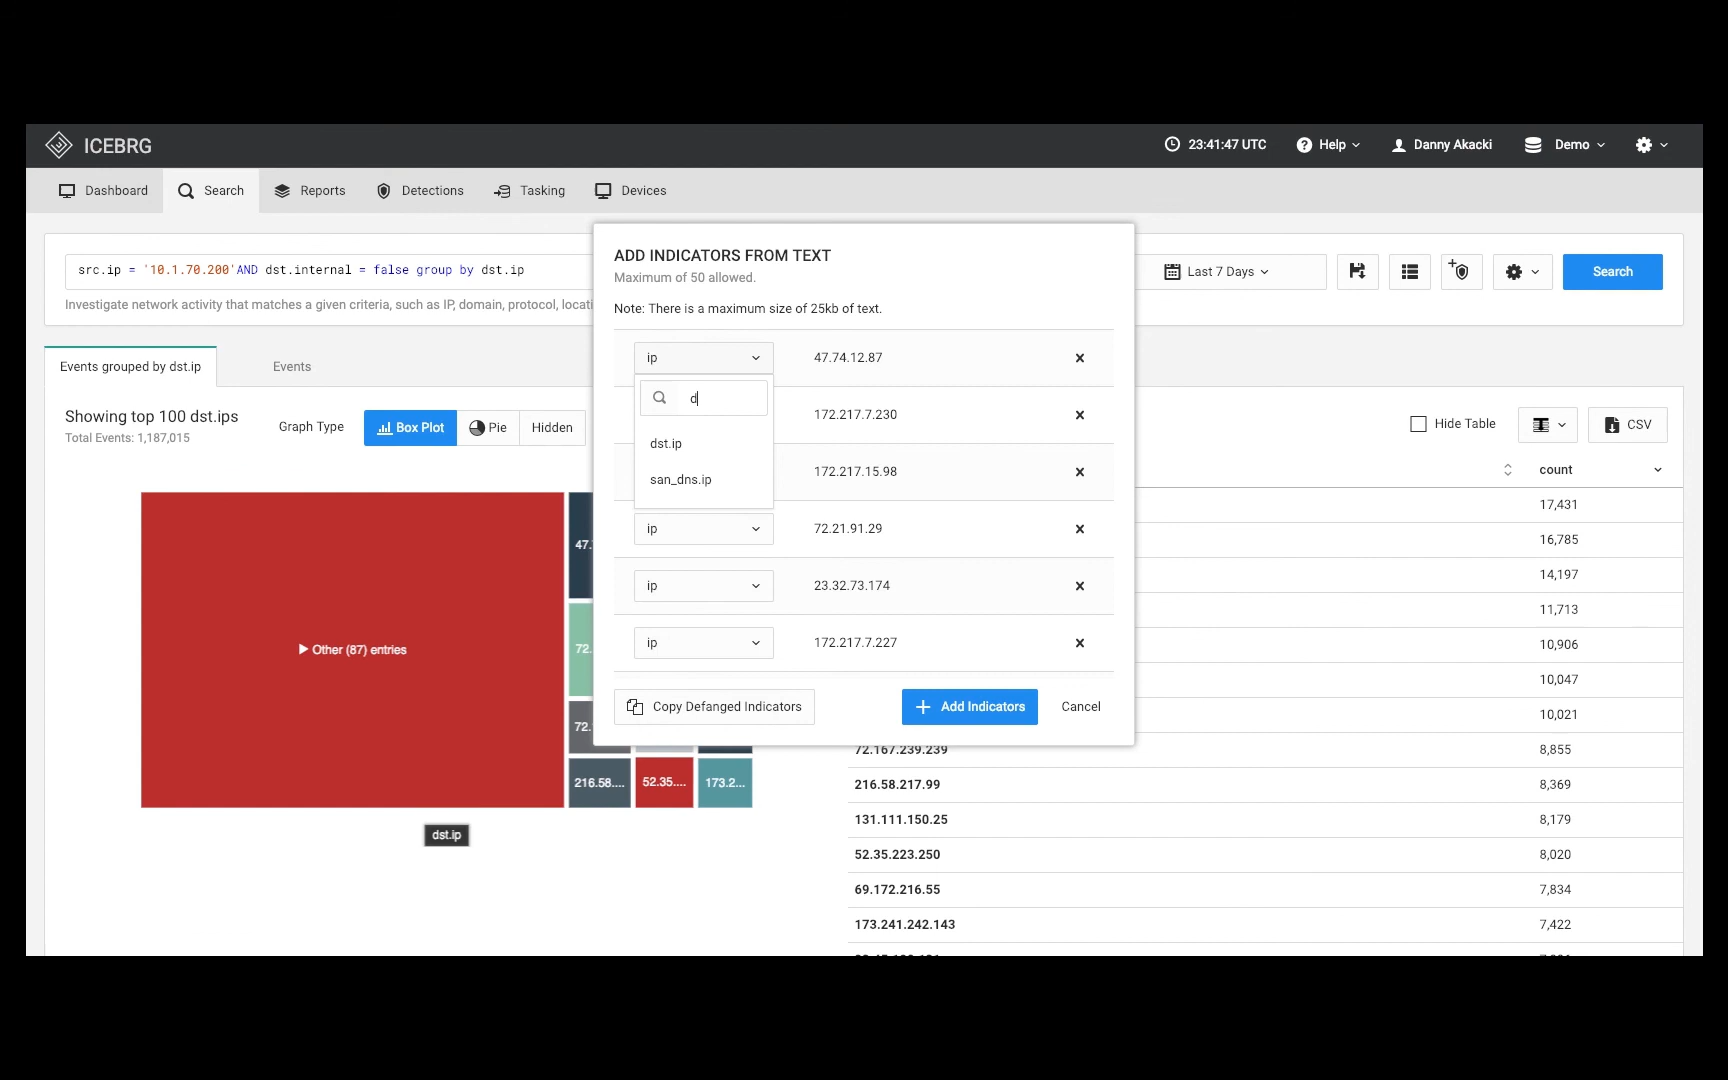 ICEBRG
23:41:47 UTC
Help
Danny Akacki
Demo
Dashboard
Search
Reports
Detections
Tasking
Devices
src.ip = '10.1.70.200'AND dst.internal = false group by dst.ip
Last 7 Days
Search
Investigate network activity that matches a given criteria, such as IP, domain, protocol,
Events grouped by dst.ip
Events
Showing top 100 dst.ips
Total Events: 1,187,015
Graph Type
Box Plot
Pie
Hidden
Hide Table
CSV
ADD INDICATORS FROM TEXT
Maximum of 50 allowed.
Note: There is a maximum size of 25kb of text.
ip
47.74.12.87
d
172.217.7.230
dst.ip
172.217.15.98
san_dns.ip
ip
72.21.91.29
ip
23.32.73.174
ip
172.217.7.227
Copy Defanged Indicators
Add Indicators
Cancel
Other (87) entries
47.
72.
72.
216.58....
52.35....
173.2...
dst.ip
count
17,431
16,785
14,197
11,713
10,906
10,047
10,021
72.167.239.239
8,855
216.58.217.99
8,369
131.111.150.25
8,179
52.35.223.250
8,020
69.172.216.55
7,834
173.241.242.143
7,422